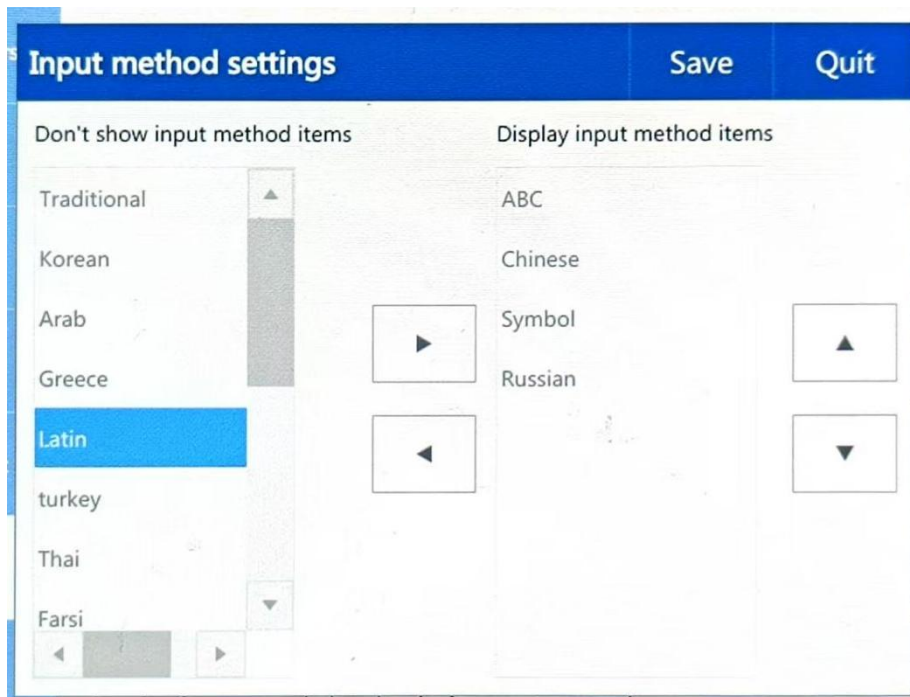 Input method settings
Save
Quit
Don't show input method items
Display input method items
Traditional
Korean
Arab
Greece
Latin
turkey
Thai
Farsi
ABC
Chinese
Symbol
Russian